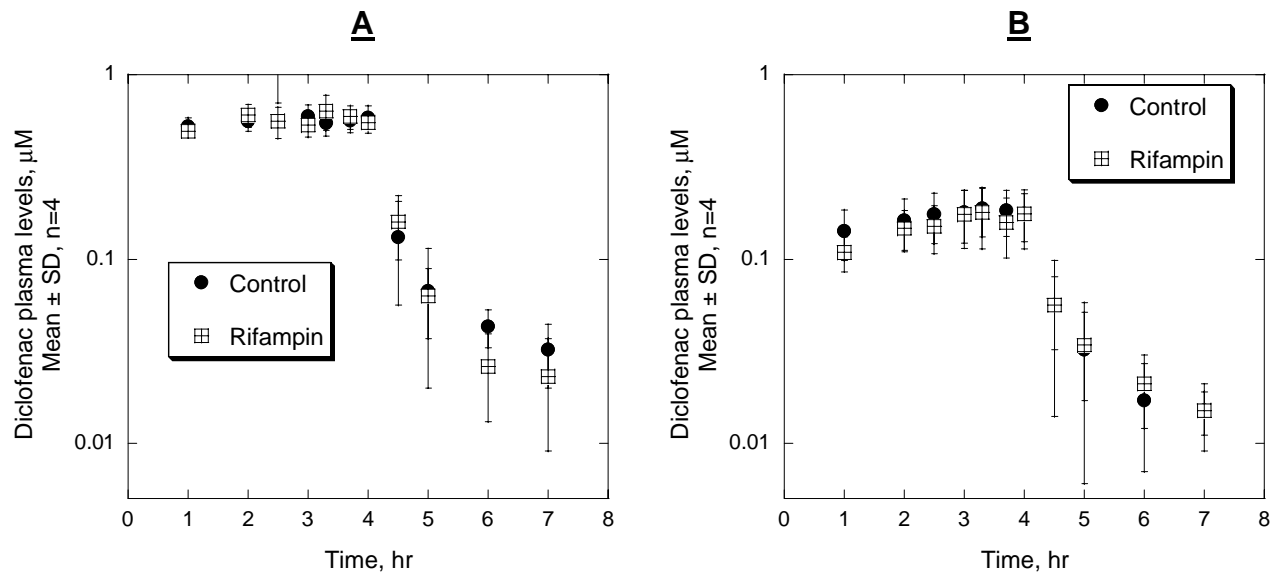 A
Diclofenac plasma levels, μM
Mean ± SD, n=4
1
0.1
0.01
Control
Rifampin
0 1 2 3 4 5 6 7 8
Time, hr
B
Diclofenac plasma levels, μM
Mean ± SD, n=4
1
0.1
0.01
Control
Rifampin
0 1 2 3 4 5 6 7 8
Time, hr